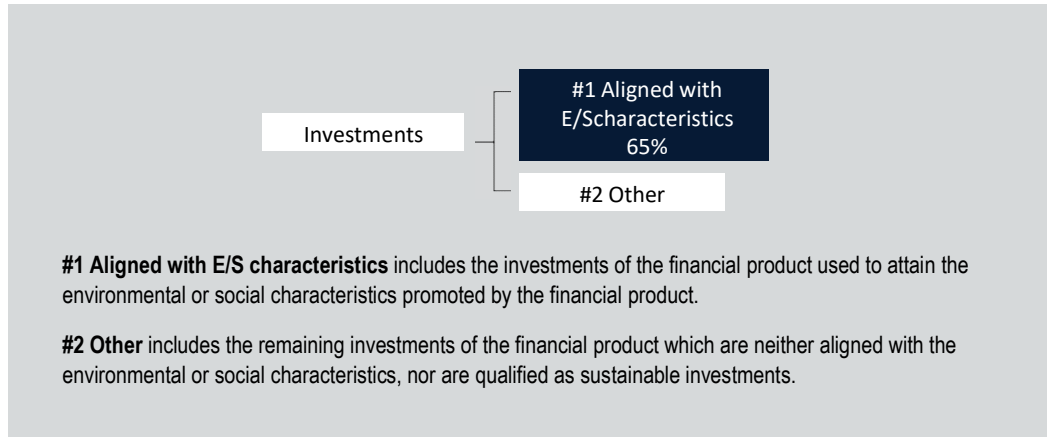 #1 Aligned with
E/Scharacteristics
65%
Investments
#2 Other
#1 Aligned with E/S characteristics includes the investments of the financial product used to attain the
environmental or social characteristics promoted by the financial product.
#2 Other includes the remaining investments of the financial product which are neither aligned with the
environmental or social characteristics, nor are qualified as sustainable investments.